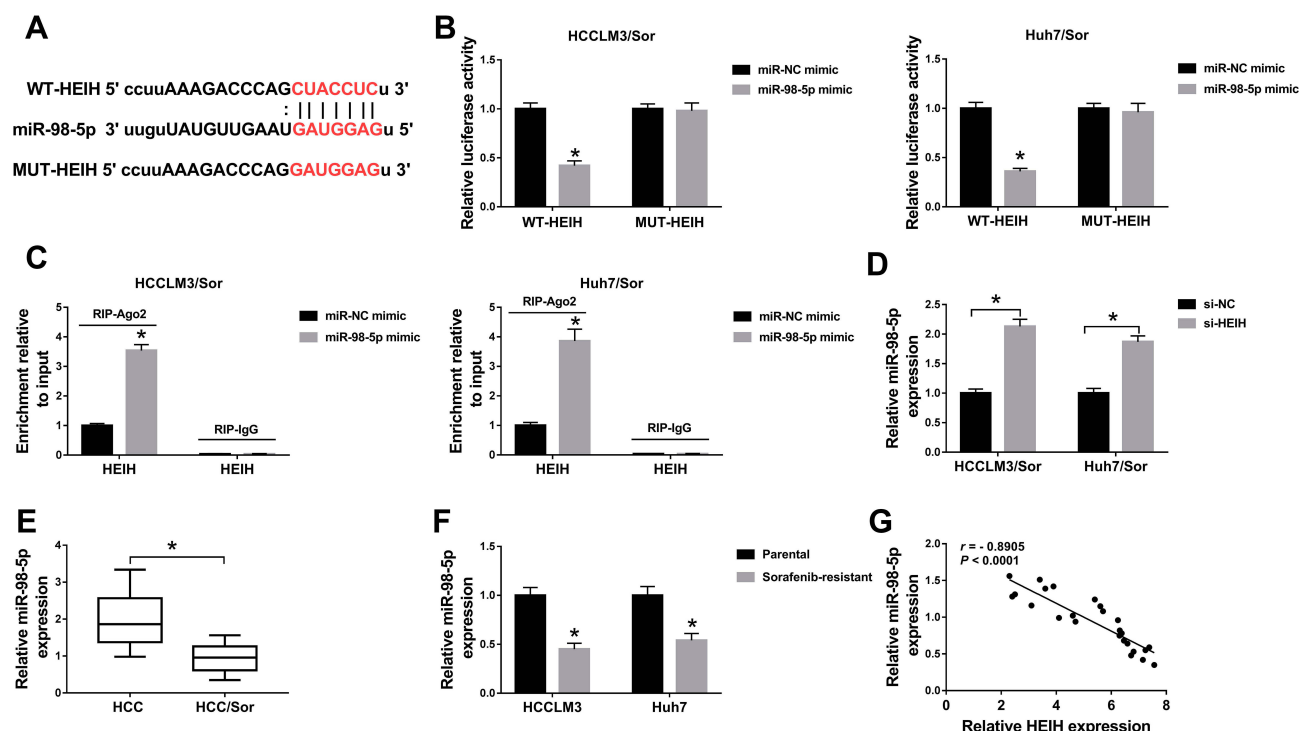 A
WT-HEIH 5' ccuuAAAGACCCAGCUACCUCu 3'
: || | | | ||
miR-98-5p 3' uuguUAUGUUGAAUGAUGGAGu 5'
MUT-HEIH 5' ccuuAAAGACCCAGGAUGGAGu 3'
B
HCCLM3/Sor
Relative luciferase activity
1.5
1.0
0.5
0.0
*
WT-HEIH MUT-HEIH
miR-NC mimic
miR-98-5p mimic
Huh7/Sor
Relative luciferase activity
1.5
1.0
0.5
0.0
*
WT-HEIH MUT-HEIH
miR-NC mimic
miR-98-5p mimic
C
HCCLM3/Sor
Enrichment relative
to input
5
4
3
2
1
0
RIP-Ago2
*
RIP-IgG
HEIH HEIH
miR-NC mimic
miR-98-5p mimic
Huh7/Sor
Enrichment relative
to input
5
4
3
2
1
0
RIP-Ago2
*
RIP-IgG
HEIH HEIH
miR-NC mimic
miR-98-5p mimic
D
Relative miR-98-5p
expression
2.5
2.0
1.5
1.0
0.5
0.0
* *
HCCLM3/Sor Huh7/Sor
si-NC
si-HEIH
E
Relative miR-98-5p
expression
4
3
2
1
0
*
HCC HCC/Sor
F
Relative miR-98-5p
expression
1.5
1.0
0.5
0.0
* *
HCCLM3 Huh7
Parental
Sorafenib-resistant
G
Relative miR-98-5p
expression
2.0
1.5
1.0
0.5
0.0
r = - 0.8905
P < 0.0001
0 2 4 6 8
Relative HEIH expression